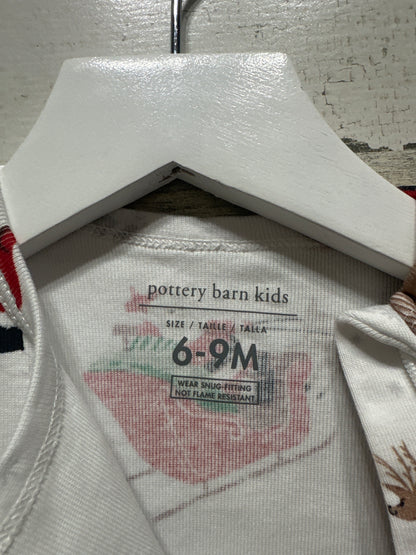 pottery barn kids
SIZE / TAILLE / TALLA
6-9M
WEAR SNUG-FITTING
NOT FLAME RESISTANT